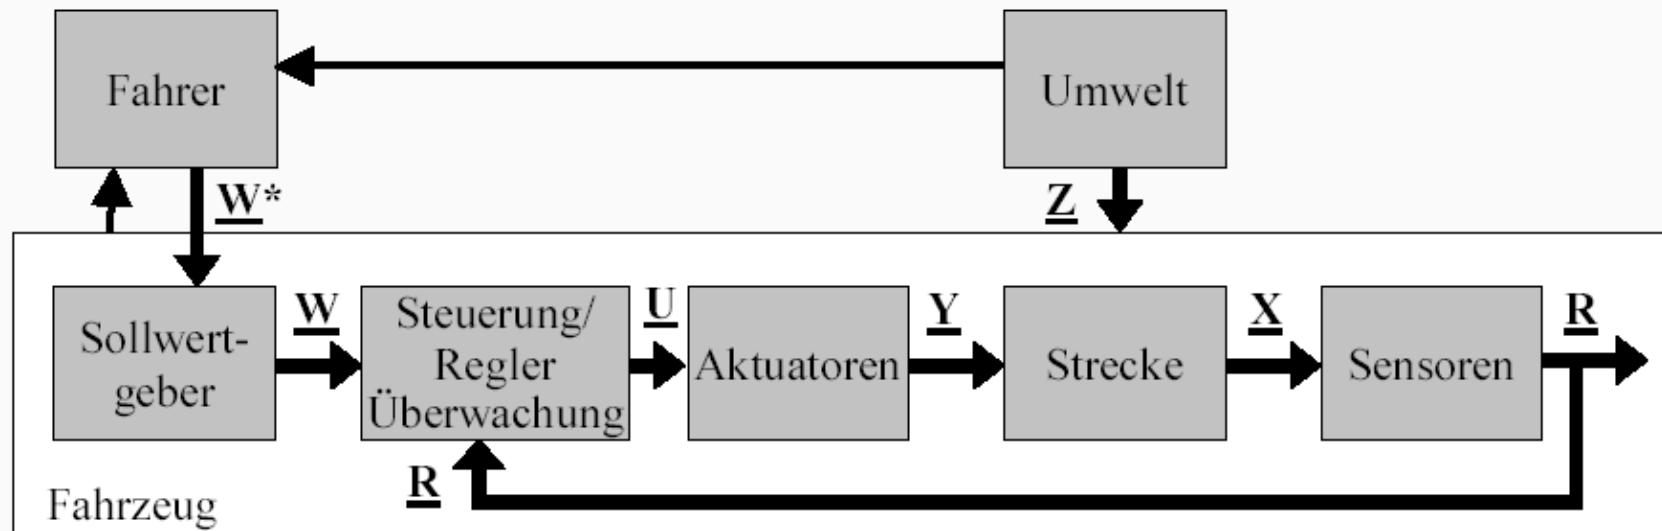 Fahrer
Umwelt
W*
Z
Sollwert-
geber
W
Steuerung/
Regler
Überwachung
U
Aktuatoren
Y
Strecke
X
Sensoren
R
R
Fahrzeug